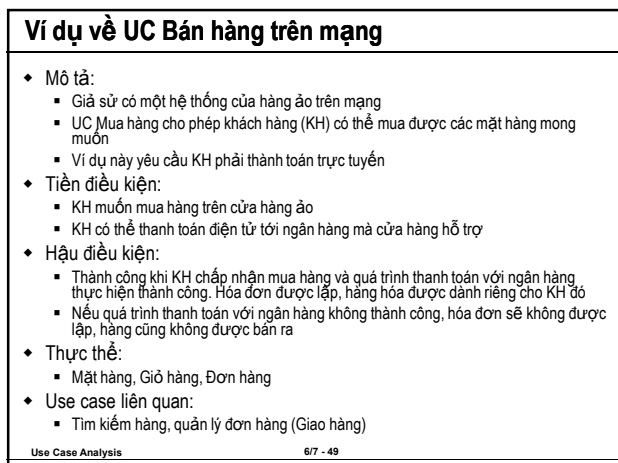 Ví dụ về UC Bán hàng trên mạng
◆ Mô tả:
▪ Giả sử có một hệ thống của hàng ảo trên mạng
▪ UC Mua hàng cho phép khách hàng (KH) có thể mua được các mặt hàng mong
muốn
▪ Ví dụ này yêu cầu KH phải thành toán trực tuyến
◆ Tiền điều kiện:
▪ KH muốn mua hàng trên cửa hàng ảo
▪ KH có thể thanh toán điện tử tới ngân hàng mà cửa hàng hỗ trợ
◆ Hậu điều kiện:
▪ Thành công khi KH chấp nhận mua hàng và quá trình thanh toán với ngân hàng
thực hiện thành công. Hóa đơn được lập, hàng hóa được dành riêng cho KH đó
▪ Nếu quá trình thanh toán với ngân hàng không thành công, hóa đơn sẽ không được
lập, hàng cũng không được bán ra
◆ Thực thể:
▪ Mặt hàng, Giỏ hàng, Đơn hàng
◆ Use case liên quan:
▪ Tìm kiếm hàng, quản lý đơn hàng (Giao hàng)
Use Case Analysis 6/7 - 49